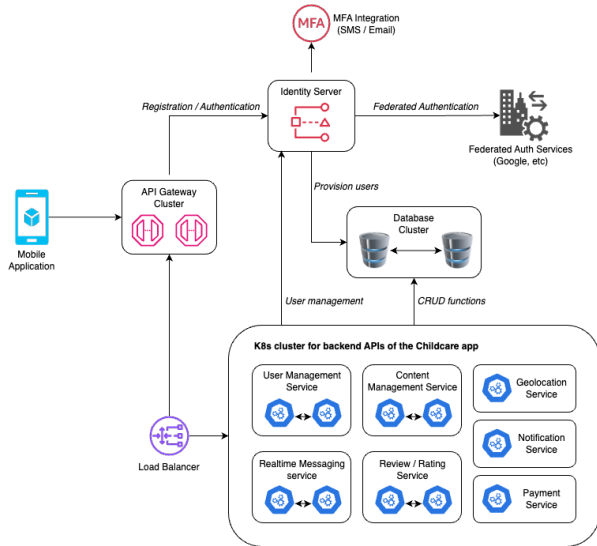 MFA
MFA Integration
(SMS / Email)
Identity Server
Registration / Authentication
Federated Authentication
Federated Auth Services
(Google, etc)
API Gateway
Cluster
Provision users
Mobile
Application
Database
Cluster
User management
CRUD functions
K8s cluster for backend APIs of the Childcare app
User Management
Service
Content
Management Service
Geolocation
Service
Load Balancer
Notification
Service
Realtime Messaging
service
Review / Rating
Service
Payment
Service